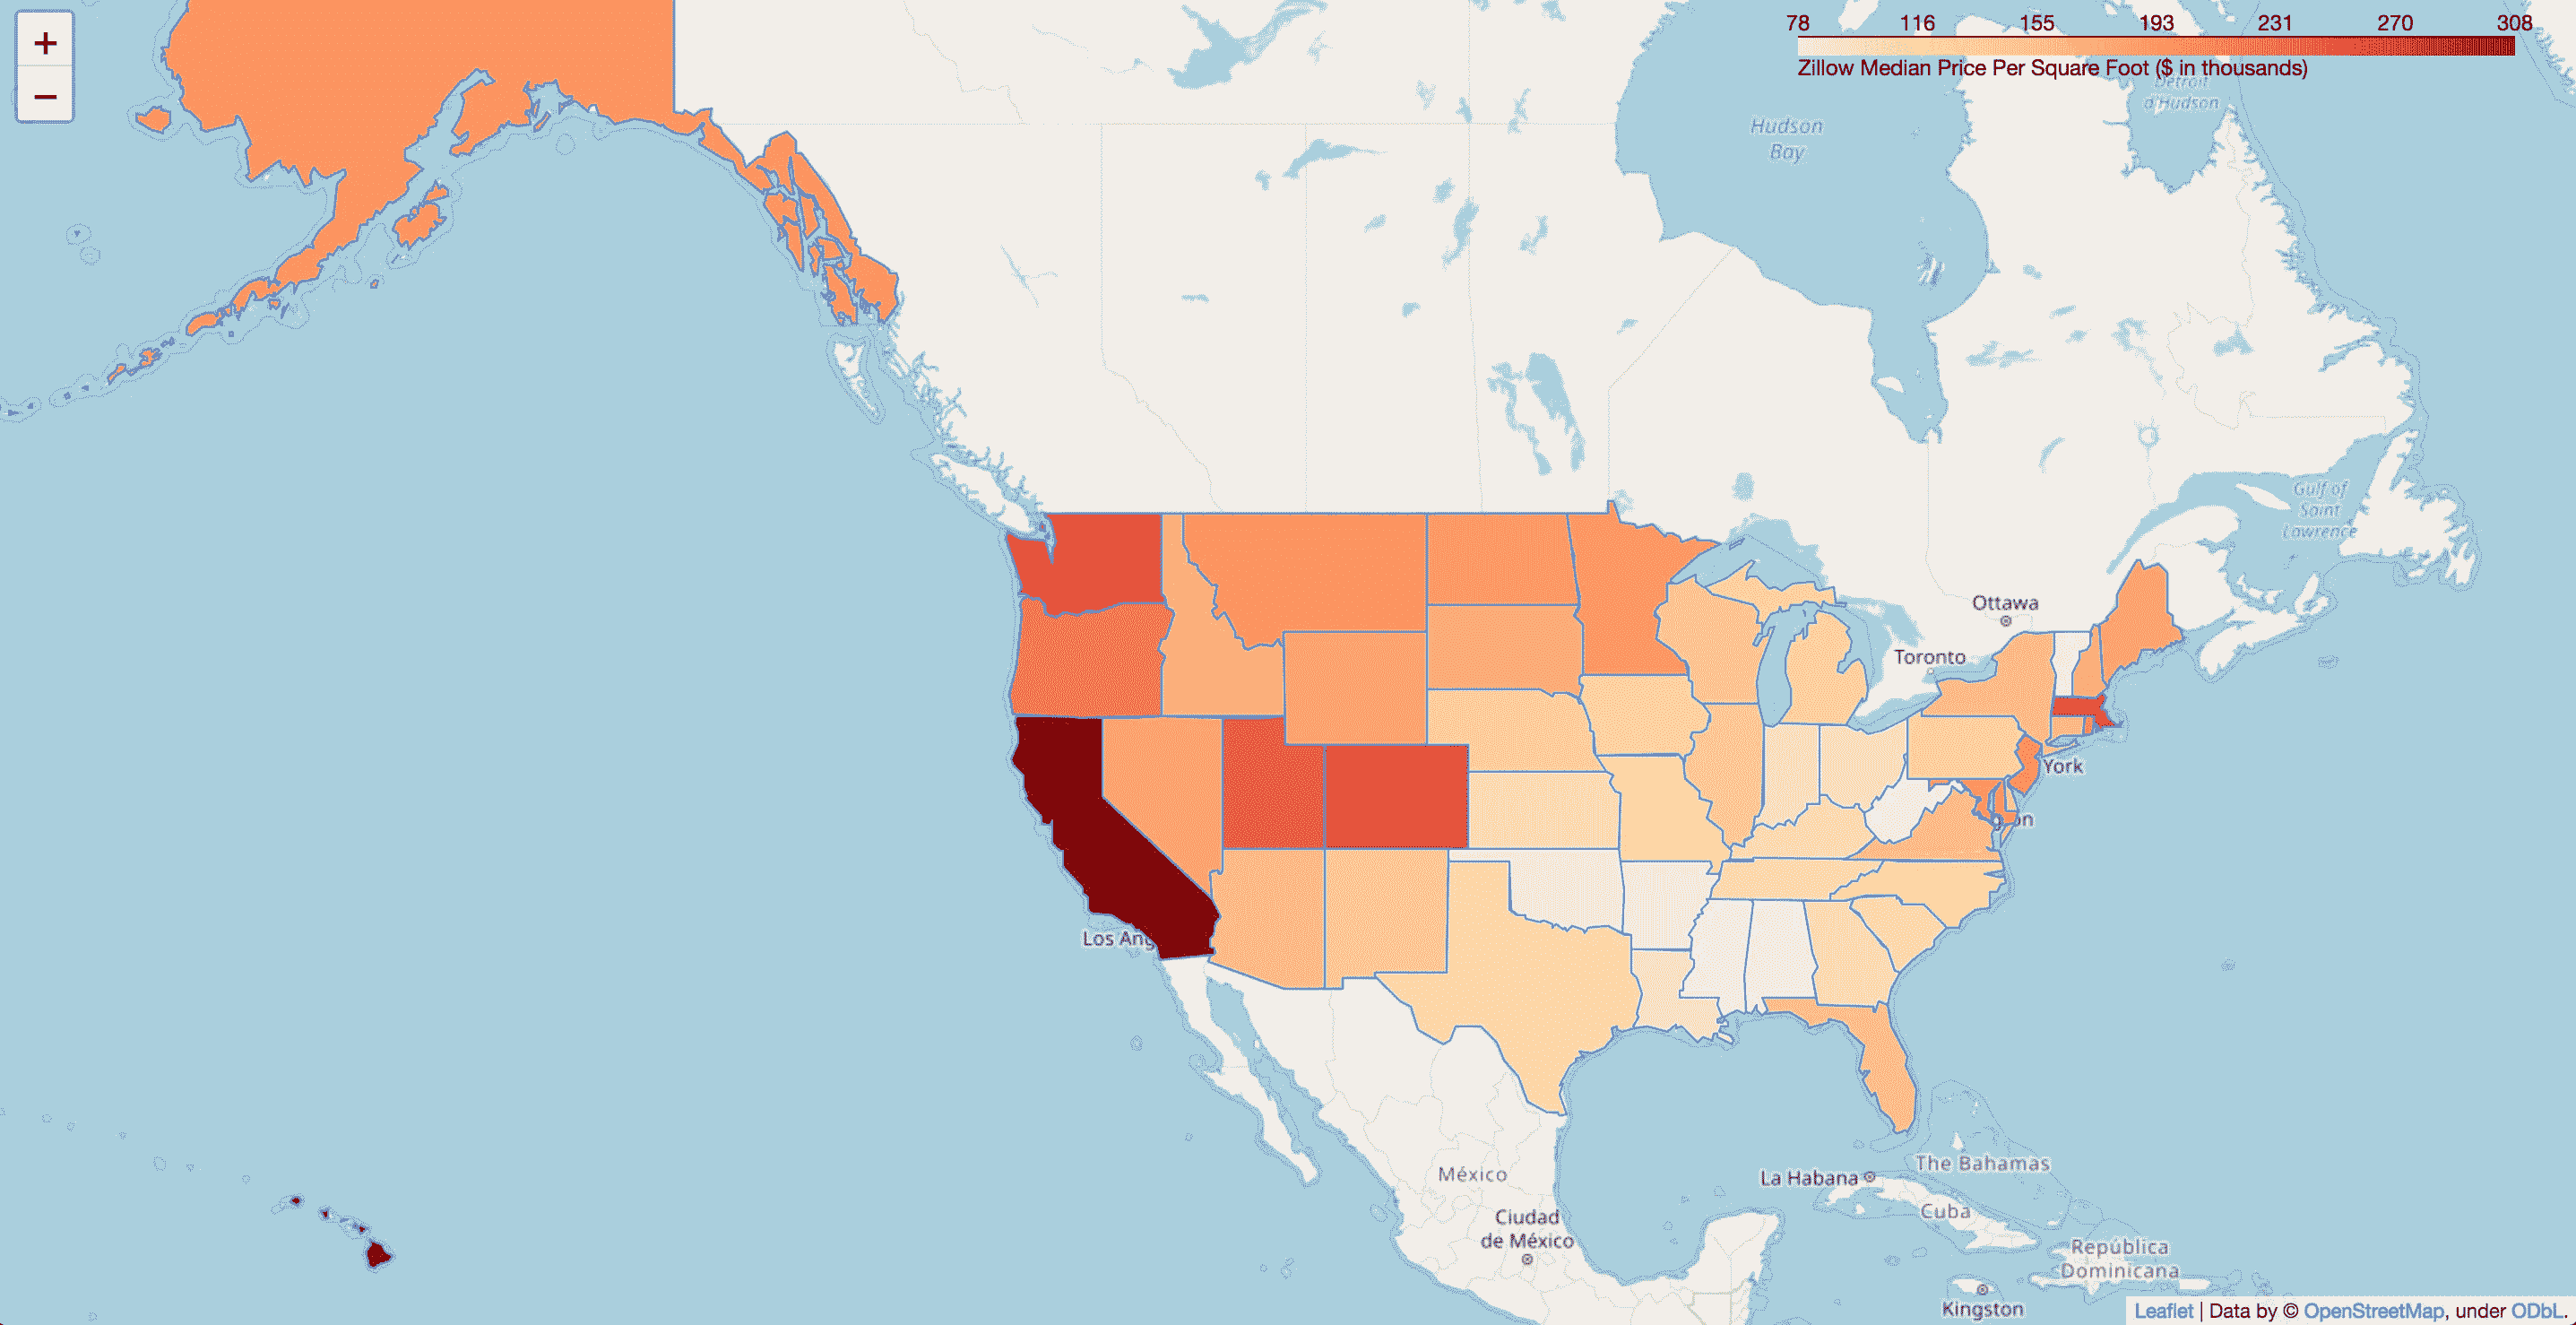 +
−
78 116 155 193 231 270 308
Zillow Median Price Per Square Foot ($ in thousands)
Détroit
d'Hudson
Hudson
Bay
Gulf of
Saint
Lawrence
Ottawa
Toronto
York
Los Ang
México
Ciudad
de México
La Habana
The Bahamas
Cuba
República
Dominicana
Kingston
Leaflet | Data by © OpenStreetMap, under ODbL.